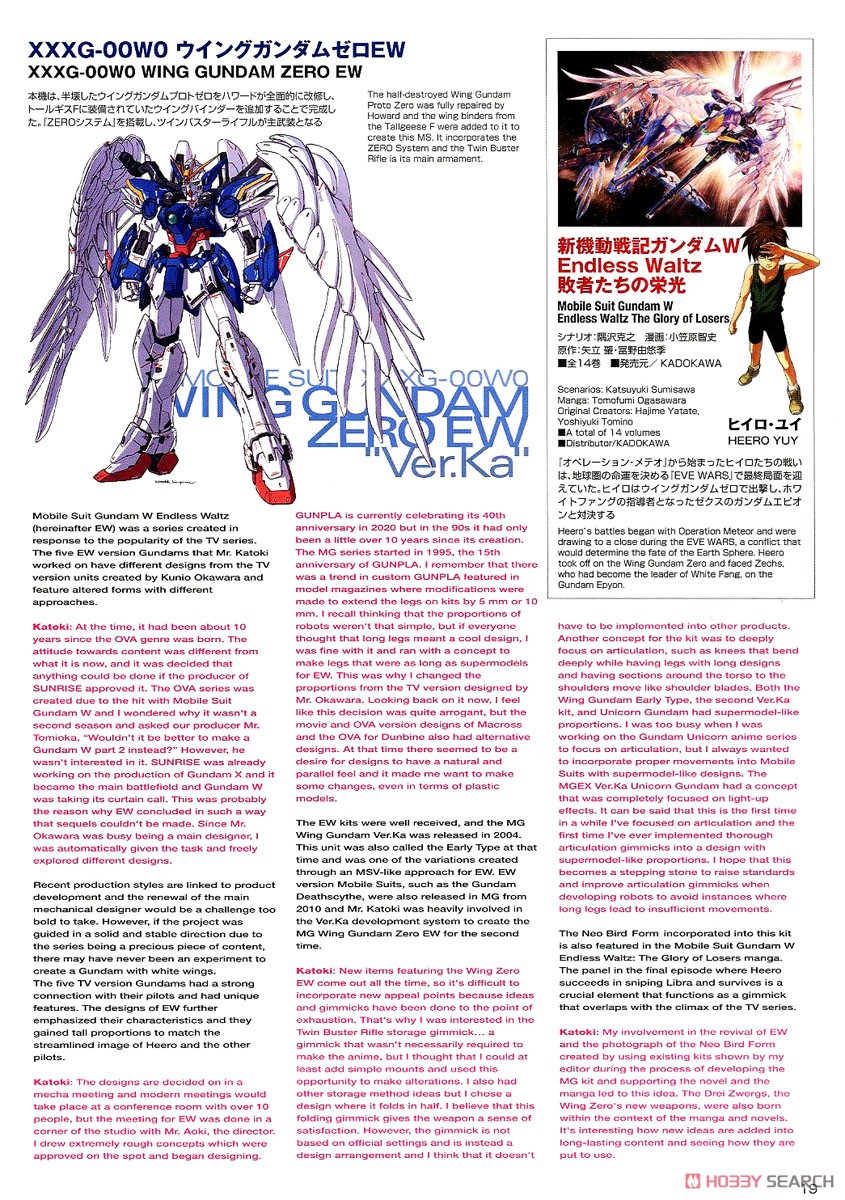 XXXG-00W0 ウイングガンダムゼロEW
XXXG-00W0 WING GUNDAM ZERO EW
本機は、半壊したウイングガンダムプロトゼロをハワードが全面的に改修し、
トールギスFに装備されていたウイングバインダーを追加することで完成し
た。『ZEROシステム』を搭載し、ツインバスターライフルが主武装となる
The half-destroyed Wing Gundam
Proto Zero was fully repaired by
Howard and the wing binders from
the Tallgeese F were added to it to
create this MS. It incorporates the
ZERO System and the Twin Buster
Rifle is its main armament.
WING GUNDAM
ZERO EW
"Ver.Ka"
新機動戦記ガンダムW
Endless Waltz
敗者たちの栄光
Mobile Suit Gundam W
Endless Waltz The Glory of Losers
シナリオ:隅沢克之 漫画:小笠原智史
原作:矢立 肇・富野由悠季
■全14巻 ■発売元/ KADOKAWA
Scenarios: Katsuyuki Sumisawa
Manga: Tomofumi Ogasawara
Original Creators: Hajime Yatate,
Yoshiyuki Tomino
■A total of 14 volumes
■Distributor/KADOKAWA
ヒイロ・ユイ
HEERO YUY
『オペレーション・メテオ』から始まったヒイロたちの戦い
は、地球圏の命運を決める『EVE WARS』で最終局面を迎
えていた。ヒイロはウイングガンダムゼロで出撃し、ホワイ
トファングの指導者となったゼクスのガンダムエピオ
ンと対決する
Heero's battles began with Operation Meteor and were
drawing to a close during the EVE WARS, a conflict that
would determine the fate of the Earth Sphere. Heero
took off on the Wing Gundam Zero and faced Zechs,
who had become the leader of White Fang, on the
Gundam Epyon.
Mobile Suit Gundam W Endless Waltz
(hereinafter EW) was a series created in
response to the popularity of the TV series.
The five EW version Gundams that Mr. Katoki
worked on have different designs from the TV
version units created by Kunio Okawara and
feature altered forms with different
approaches.
Katoki: At the time, it had been about 10
years since the OVA genre was born. The
attitude towards content was different from
what it is now, and it was decided that
anything could be done if the producer of
SUNRISE approved it. The OVA series was
created due to the hit with Mobile Suit
Gundam W and I wondered why it wasn't a
second season and asked our producer Mr.
Tomioka, "Wouldn't it be better to make a
Gundam W part 2 instead?" However, he
wasn't interested in it. SUNRISE was already
working on the production of Gundam X and it
became the main battlefield and Gundam W
was taking its curtain call. This was probably
the reason why EW concluded in such a way
that sequels couldn't be made. Since Mr.
Okawara was busy being a main designer, I
was automatically given the task and freely
explored different designs.
Recent production styles are linked to product
development and the renewal of the main
mechanical designer would be a challenge too
bold to take. However, if the project was
guided in a solid and stable direction due to
the series being a precious piece of content,
there may have never been an experiment to
create a Gundam with white wings.
The five TV version Gundams had a strong
connection with their pilots and had unique
features. The designs of EW further
emphasized their characteristics and they
gained tall proportions to match the
streamlined image of Heero and the other
pilots.
Katoki: The designs are decided on in a
mecha meeting and modern meetings would
take place at a conference room with over 10
people, but the meeting for EW was done in a
corner of the studio with Mr. Aoki, the director.
I drew extremely rough concepts which were
approved on the spot and began designing.
GUNPLA is currently celebrating its 40th
anniversary in 2020 but in the 90s it had only
been a little over 10 years since its creation.
The MG series started in 1995, the 15th
anniversary of GUNPLA. I remember that there
was a trend in custom GUNPLA featured in
model magazines where modifications were
made to extend the legs on kits by 5 mm or 10
mm. I recall thinking that the proportions of
robots weren't that simple, but if everyone
thought that long legs meant a cool design, I
was fine with it and ran with a concept to
make legs that were as long as supermodels
for EW. This was why I changed the
proportions from the TV version designed by
Mr. Okawara. Looking back on it now, I feel
like this decision was quite arrogant, but the
movie and OVA versions of Macross
and the OVA for Dunbine also had alternative
designs. At that time there seemed to be a
desire for designs to have a natural and
parallel feel and it made me want to make
some changes, even in terms of plastic
models.
The EW kits were well received, and the MG
Wing Gundam Ver.Ka was released in 2004.
This unit was also called the Early Type at that
time and was one of the variations created
through an MSV-like approach for EW. EW
version Mobile Suits, such as the Gundam
Deathscythe, were also released in MG from
2010 and Mr. Katoki was heavily involved in
the Ver.Ka development system to create the
MG Wing Gundam Zero EW for the second
time.
Katoki: New items featuring the Wing Zero
EW come out all the time, so it's difficult to
incorporate new appeal points because ideas
and gimmicks have been done to the point of
exhaustion. That's why I was interested in the
Twin Buster Rifle storage gimmick... a
gimmick that wasn't necessarily required to
make the anime, but I thought that I could at
least add simple mounts and used this
opportunity to make alterations. I also had
other storage method ideas but I chose a
design where it folds in half. I believe that this
folding gimmick gives the weapon a sense of
satisfaction. However, the gimmick is not
based on official settings and is instead a
design arrangement and I think that it doesn't
have to be implemented into other products.
Another concept for the kit was to deeply
focus on articulation, such as knees that bend
deeply while having legs with long designs
and having sections around the torso to the
shoulders move like shoulder blades. Both the
Wing Gundam Early Type, the second Ver.Ka
kit, and Unicorn Gundam had supermodel-like
proportions. I was too busy when I was
working on the Gundam Unicorn anime series
to focus on articulation, but I always wanted
to incorporate proper movements into Mobile
Suits with supermodel-like designs. The
MGEX Ver.Ka Unicorn Gundam had a concept
that was completely focused on light-up
effects. It can be said that this is the first time
in a while I've focused on articulation and the
first time I've ever implemented thorough
articulation gimmicks into a design with
supermodel-like proportions. I hope that this
becomes a stepping stone to raise standards
and improve articulation gimmicks when
developing robots to avoid instances where
long legs lead to insufficient movements.
The Neo Bird Form incorporated into this kit
is also featured in the Mobile Suit Gundam W
Endless Waltz: The Glory of Losers manga.
The panel in the final episode where Heero
succeeds in sniping Libra and survives is a
crucial element that functions as a gimmick
that overlaps with the climax of the TV series.
Katoki: My involvement in the revival of EW
and the photograph of the Neo Bird Form
created by using existing kits shown by my
editor during the process of developing the
MG kit and supporting the novel and the
manga led to this idea. The Drei Zwergs, the
Wing Zero's new weapons, were also born
within the context of the manga and novels.
It's interesting how new ideas are added into
long-lasting content and seeing how they are
put to use.
19
HOBBY SEARCH